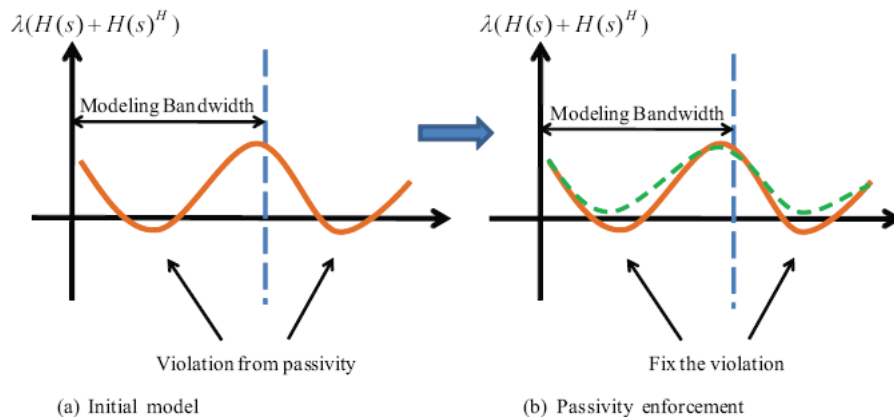 λ(H(s) + H(s)^H)
Modeling Bandwidth
Violation from passivity
(a) Initial model
λ(H(s) + H(s)^H)
Modeling Bandwidth
Fix the violation
(b) Passivity enforcement